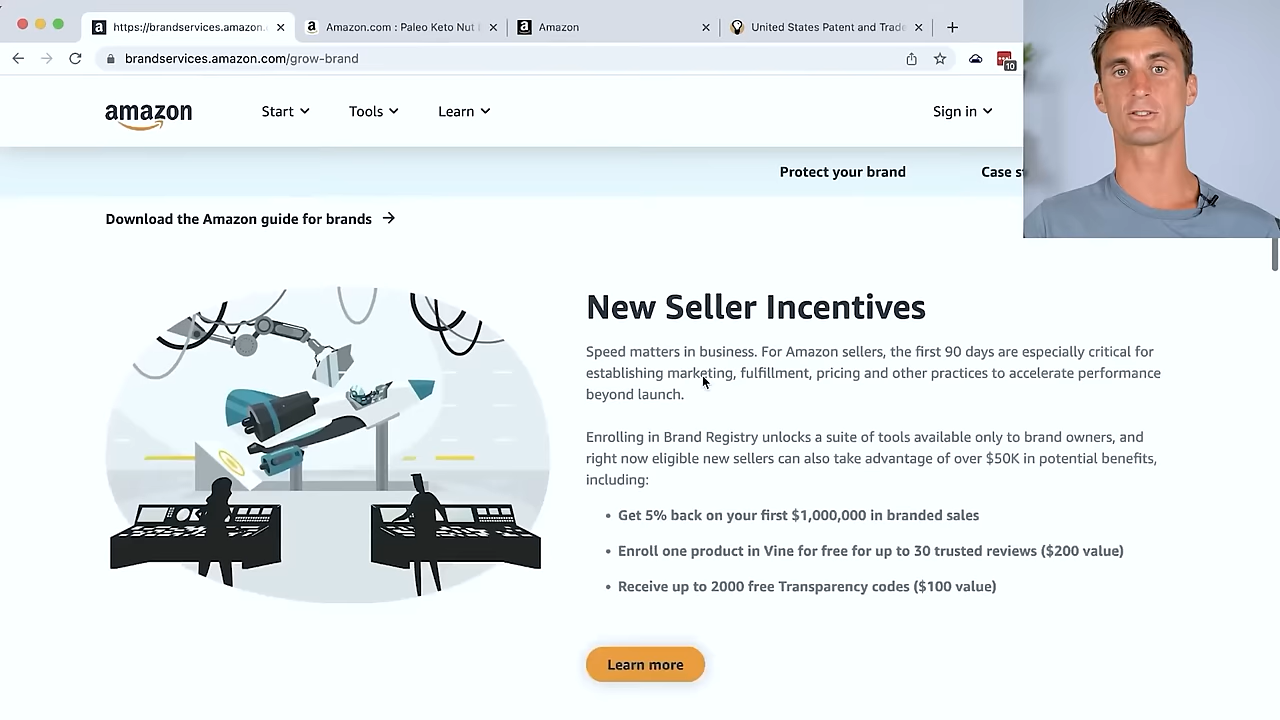 https://brandservices.amazon.
Amazon.com : Paleo Keto Nut
Amazon
United States Patent and Trade
brandservices.amazon.com/grow-brand
10
amazon
Start
Tools
Learn
Sign in
Protect your brand
Case s
Download the Amazon guide for brands →
New Seller Incentives
Speed matters in business. For Amazon sellers, the first 90 days are especially critical for
establishing marketing, fulfillment, pricing and other practices to accelerate performance
beyond launch.
Enrolling in Brand Registry unlocks a suite of tools available only to brand owners, and
right now eligible new sellers can also take advantage of over $50K in potential benefits,
including:
• Get 5% back on your first $1,000,000 in branded sales
• Enroll one product in Vine for free for up to 30 trusted reviews ($200 value)
• Receive up to 2000 free Transparency codes ($100 value)
Learn more